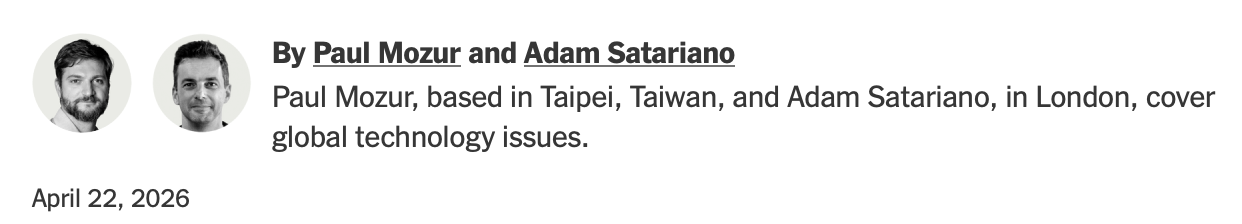 By Paul Mozur and Adam Satariano
Paul Mozur, based in Taipei, Taiwan, and Adam Satariano, in London, cover
global technology issues.
April 22, 2026